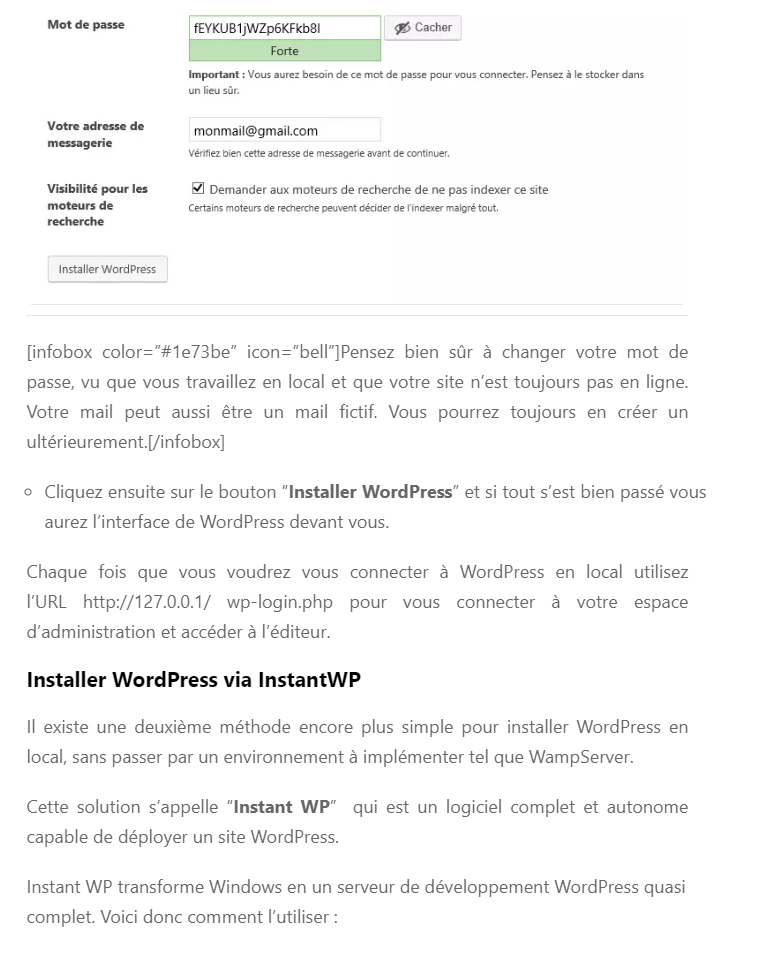 Mot de passe
fEYKUB1jWZp6KFkb8l
Cacher
Forte
Important : Vous aurez besoin de ce mot de passe pour vous connecter. Pensez à le stocker dans
un lieu sûr.
Votre adresse de
messagerie
monmail@gmail.com
Vérifiez bien cette adresse de messagerie avant de continuer.
Visibilité pour les
moteurs de
recherche
Demander aux moteurs de recherche de ne pas indexer ce site
Certains moteurs de recherche peuvent décider de l'indexer malgré tout.
Installer WordPress
[infobox color=”#1e73be” icon=”bell”]Pensez bien sûr à changer votre mot de
passe, vu que vous travaillez en local et que votre site n’est toujours pas en ligne.
Votre mail peut aussi être un mail fictif. Vous pourrez toujours en créer un
ultérieurement.[/infobox]
Cliquez ensuite sur le bouton “Installer WordPress” et si tout s’est bien passé vous
aurez l’interface de WordPress devant vous.
Chaque fois que vous voudrez vous connecter à WordPress en local utilisez
l’URL http://127.0.0.1/ wp-login.php pour vous connecter à votre espace
d’administration et accéder à l’éditeur.
Installer WordPress via InstantWP
Il existe une deuxième méthode encore plus simple pour installer WordPress en
local, sans passer par un environnement à implémenter tel que WampServer.
Cette solution s’appelle “Instant WP” qui est un logiciel complet et autonome
capable de déployer un site WordPress.
Instant WP transforme Windows en un serveur de développement WordPress quasi
complet. Voici donc comment l’utiliser :